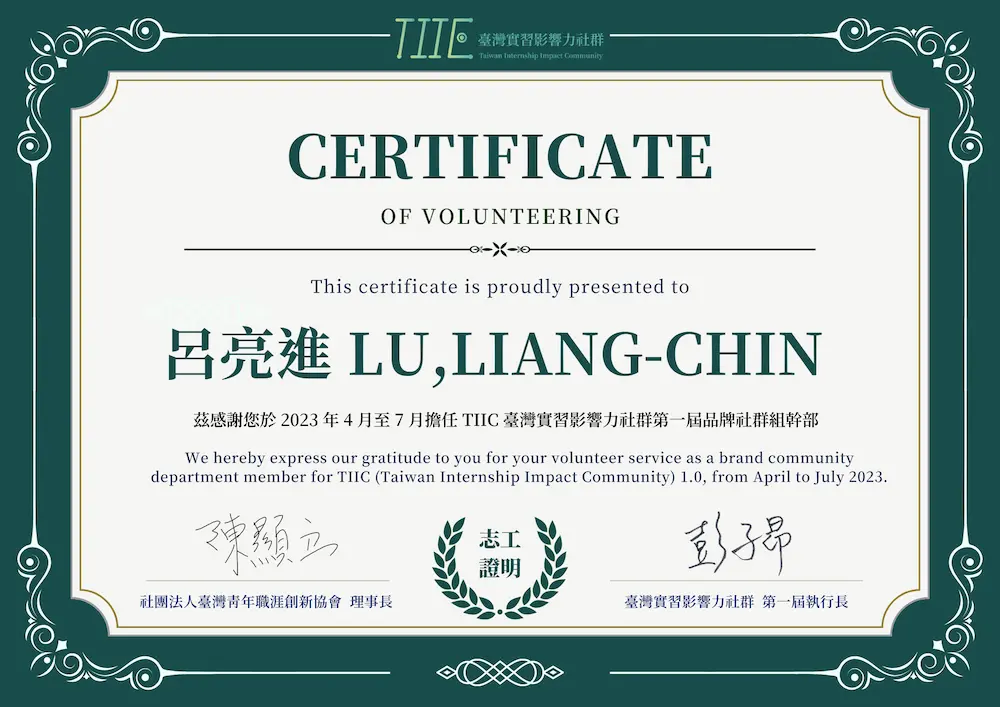 TIIC 臺灣實習影響力社群
Taiwan Internship Impact Community
CERTIFICATE
OF VOLUNTEERING
This certificate is proudly presented to
呂亮進 LU,LIANG-CHIN
茲感謝您於 2023 年 4 月至 7 月擔任 TIIC 臺灣實習影響力社群第一屆品牌社群組幹部
We hereby express our gratitude to you for your volunteer service as a brand community
department member for TIIC (Taiwan Internship Impact Community) 1.0, from April to July 2023.
陳顯立
志工
證明
彭子昂
社團法人臺灣青年職涯創新協會 理事長
臺灣實習影響力社群 第一屆執行長